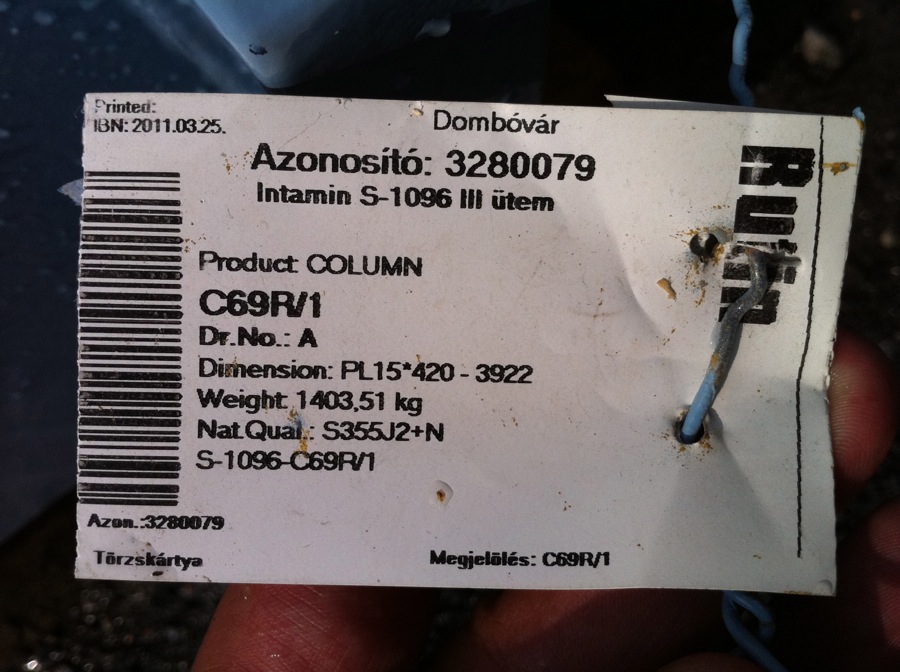 Printed:
IBN: 2011.03.25.
Dombóvár
Azonosító: 3280079
Intamin S-1096 III ütem
Product: COLUMN
C69R/1
Dr.No.: A
Dimension: PL15*420 - 3922
Weight: 1403,51 kg
Nat.Qual.: S355J2+N
S-1096-C69R/1
Azon.:3280079
Törzskártya
Megjelölés: C69R/1